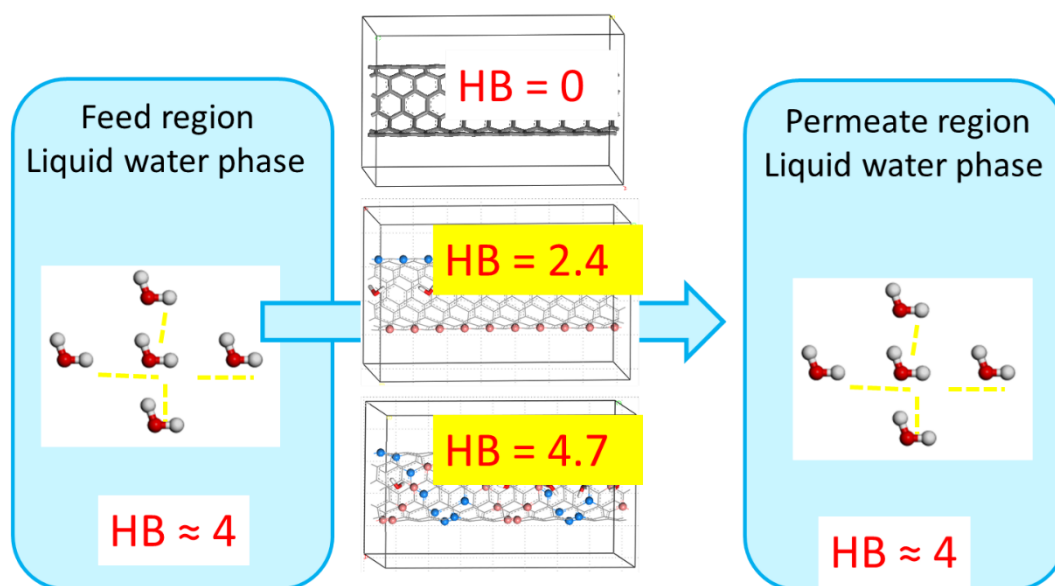 Feed region
Liquid water phase
HB ≈ 4
HB = 0
HB = 2.4
HB = 4.7
Permeate region
Liquid water phase
HB ≈ 4